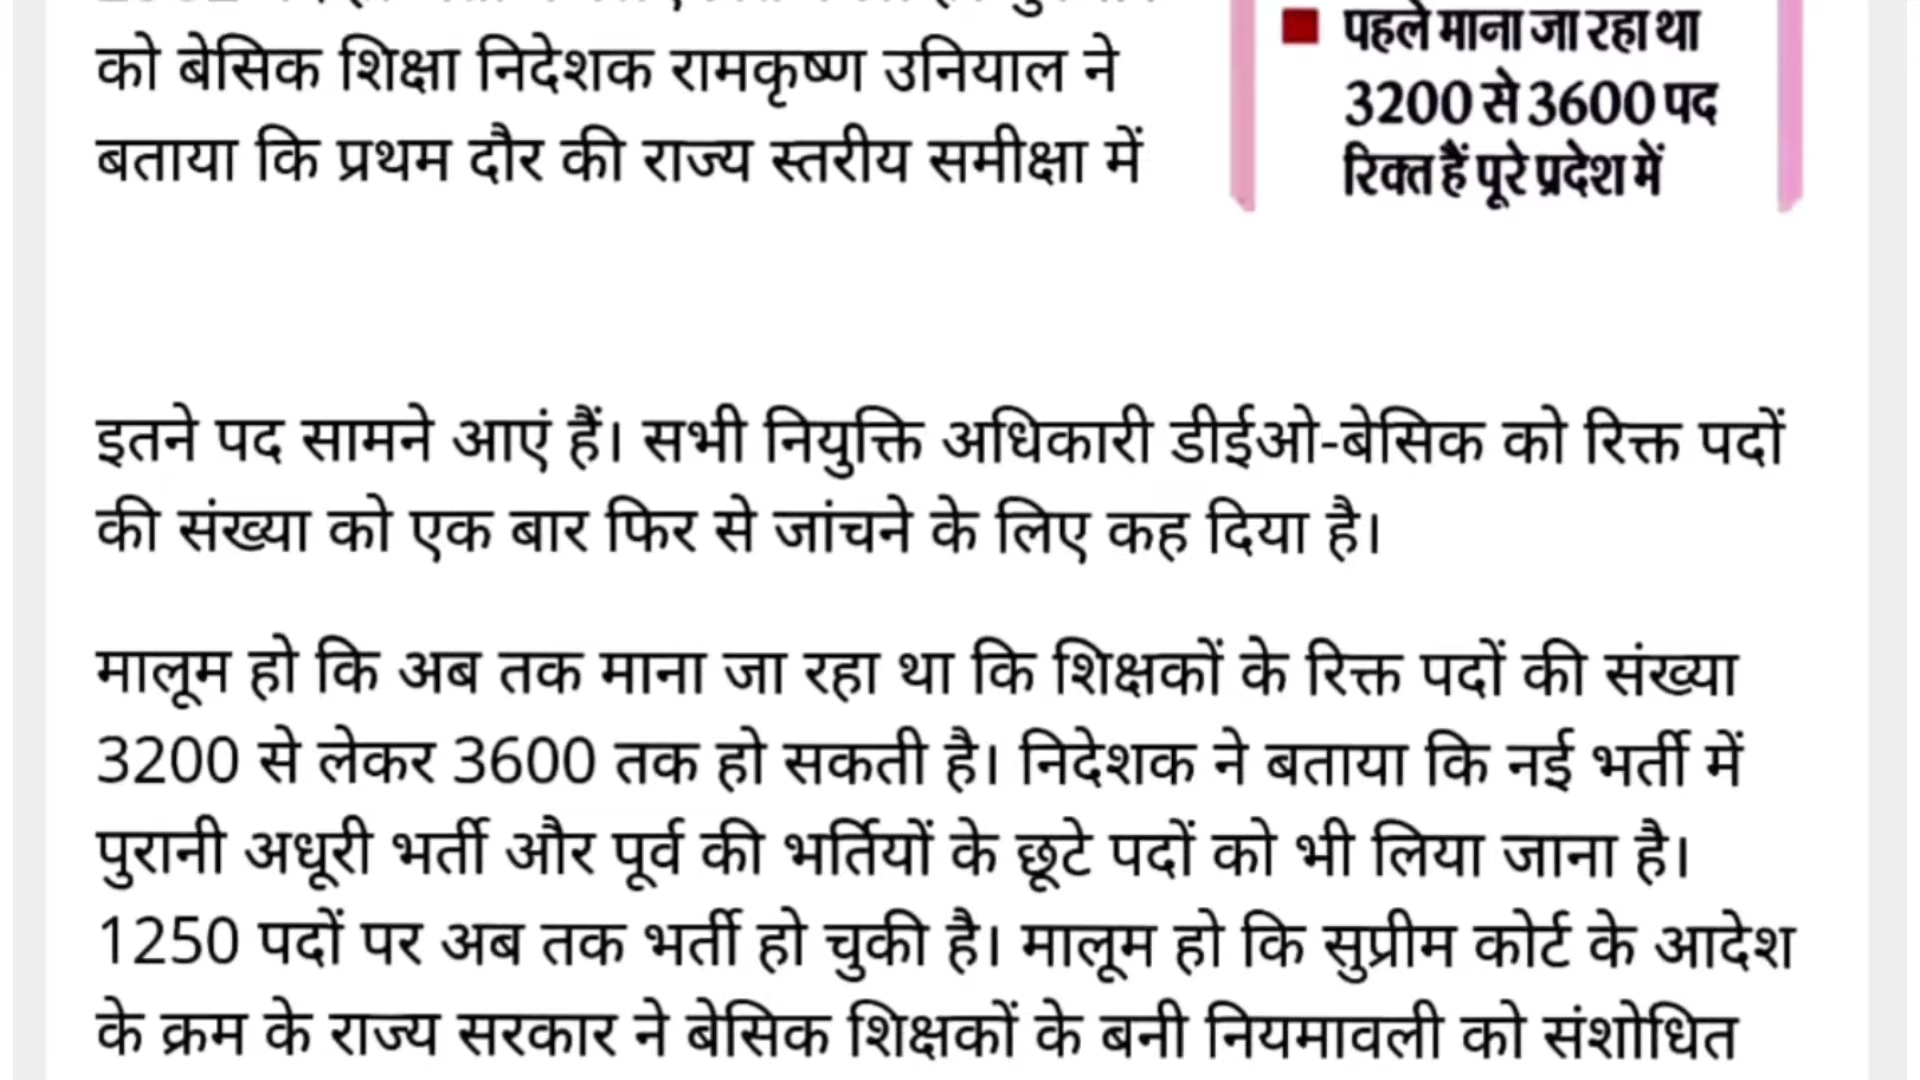 को बेसिक शिक्षा निदेशक रामकृष्ण उनियाल ने
बताया कि प्रथम दौर की राज्य स्तरीय समीक्षा में
पहले माना जा रहा था
3200 से 3600 पद
रिक्त हैं पूरे प्रदेश में
इतने पद सामने आएं हैं। सभी नियुक्ति अधिकारी डीईओ-बेसिक को रिक्त पदों
की संख्या को एक बार फिर से जांचने के लिए कह दिया है।
मालूम हो कि अब तक माना जा रहा था कि शिक्षकों के रिक्त पदों की संख्या
3200 से लेकर 3600 तक हो सकती है। निदेशक ने बताया कि नई भर्ती में
पुरानी अधूरी भर्ती और पूर्व की भर्तियों के छूटे पदों को भी लिया जाना है।
1250 पदों पर अब तक भर्ती हो चुकी है। मालूम हो कि सुप्रीम कोर्ट के आदेश
के क्रम के राज्य सरकार ने बेसिक शिक्षकों के बनी नियमावली को संशोधित